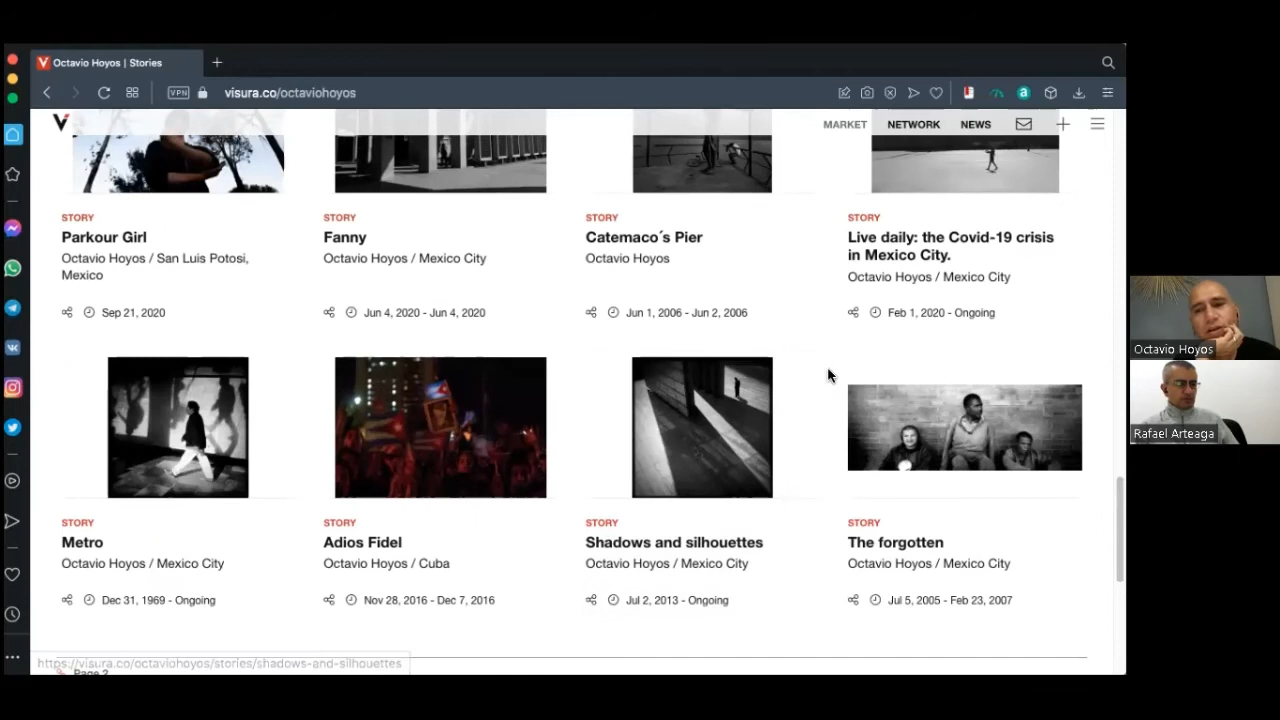 Octavio Hoyos | Stories
VPN
visura.co/octaviohoyos
MARKET NETWORK NEWS
STORY
Parkour Girl
Octavio Hoyos / San Luis Potosi,
Mexico
Sep 21, 2020
STORY
Fanny
Octavio Hoyos / Mexico City
Jun 4, 2020 - Jun 4, 2020
STORY
Catemaco´s Pier
Octavio Hoyos
Jun 1, 2006 - Jun 2, 2006
STORY
Live daily: the Covid-19 crisis
in Mexico City.
Octavio Hoyos / Mexico City
Feb 1, 2020 - Ongoing
STORY
Metro
Octavio Hoyos / Mexico City
Dec 31, 1969 - Ongoing
STORY
Adios Fidel
Octavio Hoyos / Cuba
Nov 28, 2016 - Dec 7, 2016
STORY
Shadows and silhouettes
Octavio Hoyos / Mexico City
Jul 2, 2013 - Ongoing
STORY
The forgotten
Octavio Hoyos / Mexico City
Jul 5, 2005 - Feb 23, 2007
https://visura.co/octaviohoyos/stories/shadows-and-silhouettes
Page 2
Octavio Hoyos
Rafael Arteaga